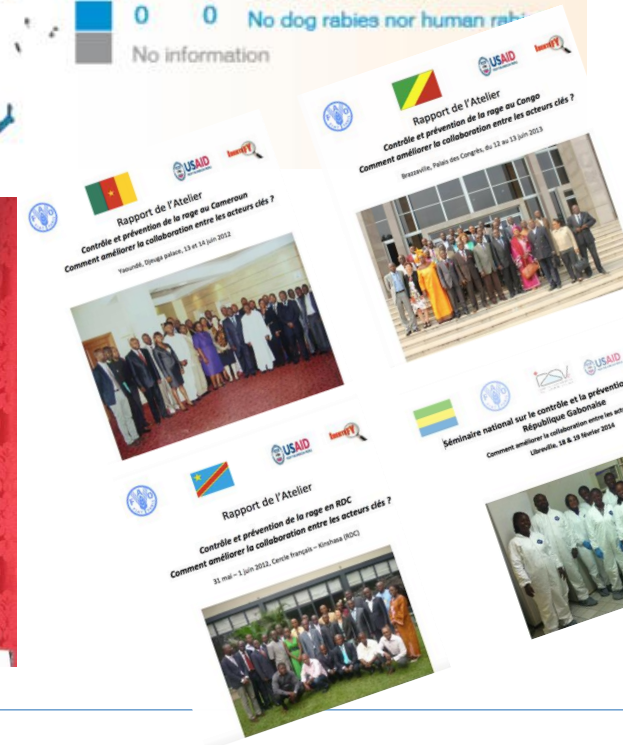 0 0 No dog rabies nor human
No information
USAID
IDENTIFY
Rapport de l'Atelier
Contrôle et prévention de la rage au Congo
Comment améliorer la collaboration entre les acteurs clés ?
Brazzaville, Palais des Congrès, du 12 au 13 juin 2013
USAID
IDENTIFY
Rapport de l'Atelier
Contrôle et prévention de la rage au Cameroun
Comment améliorer la collaboration entre les acteurs clés ?
Yaoundé, Djeuga palace, 13 et 14 juin 2012
IZSV
USAID
Séminaire national sur le contrôle et la prévention
République Gabonaise
Comment améliorer la collaboration entre les
Libreville, 18 & 19 février 2014
USAID
IDENTIFY
Rapport de l'Atelier
Contrôle et prévention de la rage en RDC
Comment améliorer la collaboration entre les acteurs clés ?
31 mai – 1 juin 2012, Cercle français – Kinshasa (RDC)